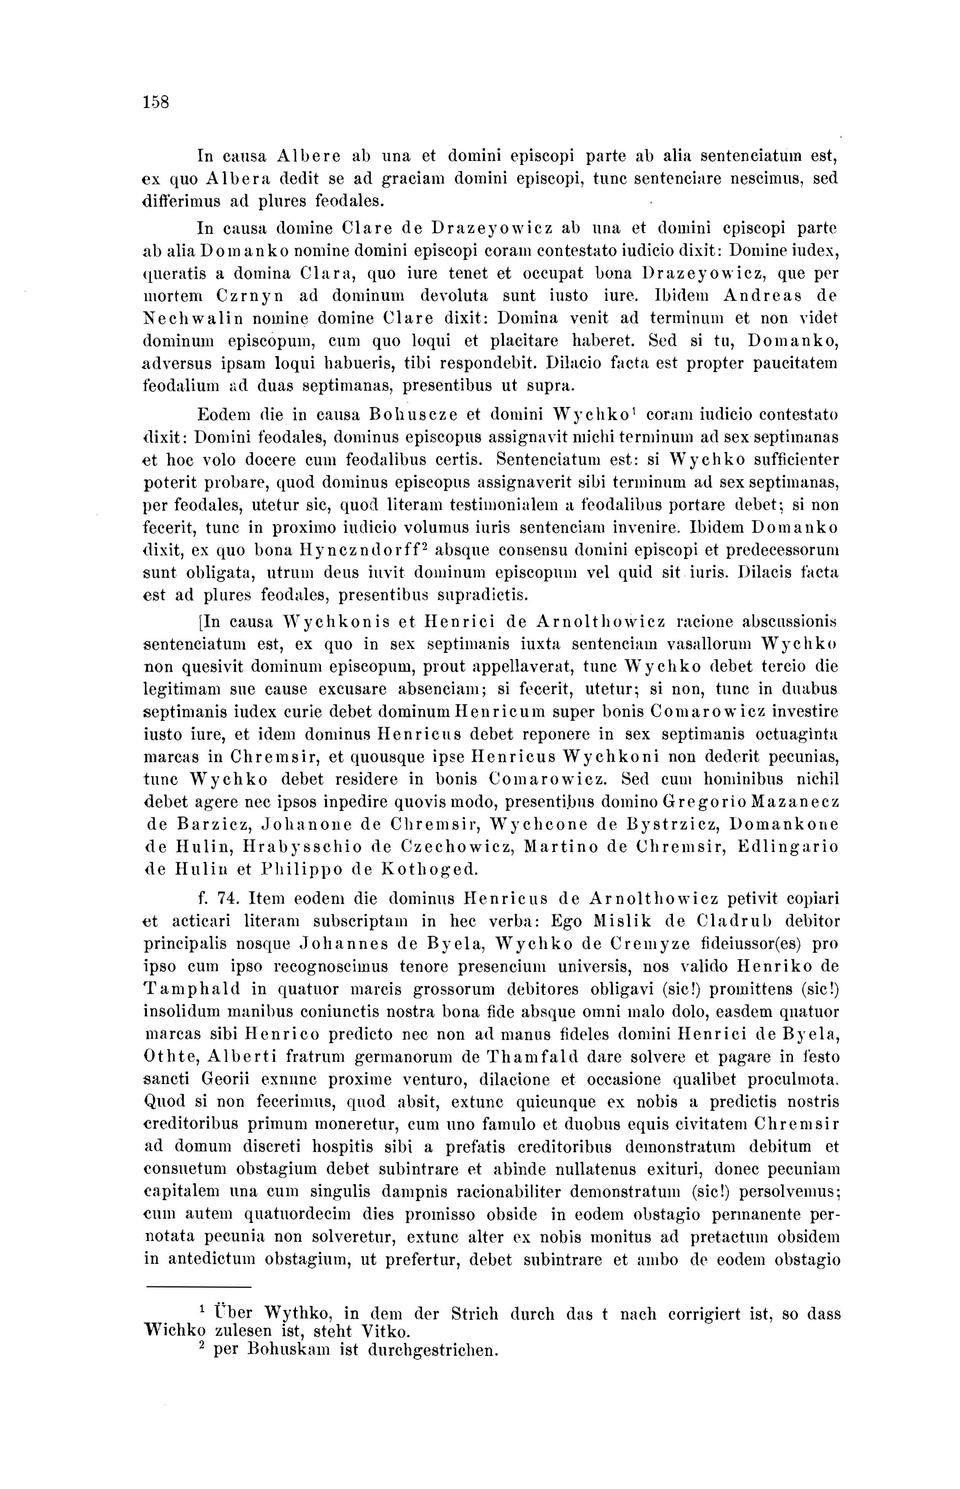 158
In causa Albere ab una et domini episcopi parte ab alia sentenciatum est,
ex quo Albera dedit se ad graciam domini episcopi, tunc sentenciare nescimus, sed
differimus ad plures feodales.
In causa domine Clare de Drazeyowicz ab una et domini episcopi parte
ab alia Domanko nomine domini episcopi coram contestato iudicio dixit: Domine iudex,
queratis a domina Clara, quo iure tenet et occupat bona Drazeyowicz, que per
mortem Czrnyn ad dominum devoluta sunt iusto iure. Ibidem Andreas de
Nechwalin nomine domine Clare dixit: Domina venit ad terminum et non videt
dominum episcopum, cum quo loqui et placitare haberet. Sed si tu, Domanko,
adversus ipsam loqui habueris, tibi respondebit. Dilacio facta est propter paucitatem
feodalium ad duas septimanas, presentibus ut supra.
Eodem die in causa Bohuscze et domini Wychko¹ coram iudicio contestato
dixit: Domini feodales, dominus episcopus assignavit michi terminum ad sex septimanas
et hoc volo docere cum feodalibus certis. Sentenciatum est: si Wychko sufficienter
poterit probare, quod dominus episcopus assignaverit sibi terminum ad sex septimanas,
per feodales, utetur sic, quod literam testimonialem a feodalibus portare debet; si non
fecerit, tunc in proximo iudicio volumus iuris sentenciam invenire. Ibidem Domanko
dixit, ex quo bona Hynczndorff² absque consensu domini episcopi et predecessorum
sunt obligata, utrum deus iuvit dominum episcopum vel quid sit iuris. Dilacis facta
est ad plures feodales, presentibus supradictis.
[In causa Wychkonis et Henrici de Arnolthowicz racione abscussionis
sentenciatum est, ex quo in sex septimanis iuxta sentenciam vasallorum Wychko
non quesivit dominum episcopum, prout appellaverat, tunc Wychko debet tercio die
legitimam sue cause excusare absenciam; si fecerit, utetur; si non, tunc in duabus
septimanis iudex curie debet dominum Henricum super bonis Comarowicz investire
iusto iure, et idem dominus Henricus debet reponere in sex septimanis octuaginta
marcas in Chremsir, et quousque ipse Henricus Wychkoni non dederit pecunias,
tunc Wychko debet residere in bonis Comarowicz. Sed cum hominibus nichil
debet agere nec ipsos inpedire quovis modo, presentibus domino Gregorio Mazanecz
de Barzicz, Johanone de Chremsir, Wychcone de Bystrzicz, Domankone
de Hulin, Hrabysschio de Czechowicz, Martino de Chremsir, Edlingario
de Hulin et Philippo de Kothoged.
f. 74. Item eodem die dominus Henricus de Arnolthowicz petivit copiari
et acticari literam subscriptam in hec verba: Ego Mislik de Cladrub debitor
principalis nosque Johannes de Byela, Wychko de Cremyze fideiussor(es) pro
ipso cum ipso recognoscimus tenore presencium universis, nos valido Henriko de
Tamphald in quatuor marcis grossorum debitores obligavi (sic!) promittens (sic!)
insolidum manibus coniunctis nostra bona fide absque omni malo dolo, easdem quatuor
marcas sibi Henrico predicto nec non ad manus fideles domini Henrici de Byela,
Othte, Alberti fratrum germanorum de Thamfald dare solvere et pagare in festo
sancti Georii exnunc proxime venturo, dilacione et occasione qualibet proculmota.
Quod si non fecerimus, quod absit, extunc quicunque ex nobis a predictis nostris
creditoribus primum moneretur, cum uno famulo et duobus equis civitatem Chremsir
ad domum discreti hospitis sibi a prefatis creditoribus demonstratum debitum et
consuetum obstagium debet subintrare et abinde nullatenus exituri, donec pecuniam
capitalem una cum singulis dampnis racionabiliter demonstratum (sic!) persolvemus;
cum autem quatuordecim dies promisso obside in eodem obstagio permanente per-
notata pecunia non solveretur, extunc alter ex nobis monitus ad pretactum obsidem
in antedictum obstagium, ut prefertur, debet subintrare et ambo de eodem obstagio
¹ Über Wythko, in dem der Strich durch das t nach corrigiert ist, so dass
Wichko zulesen ist, steht Vitko.
² per Bohuskam ist durchgestrichen.